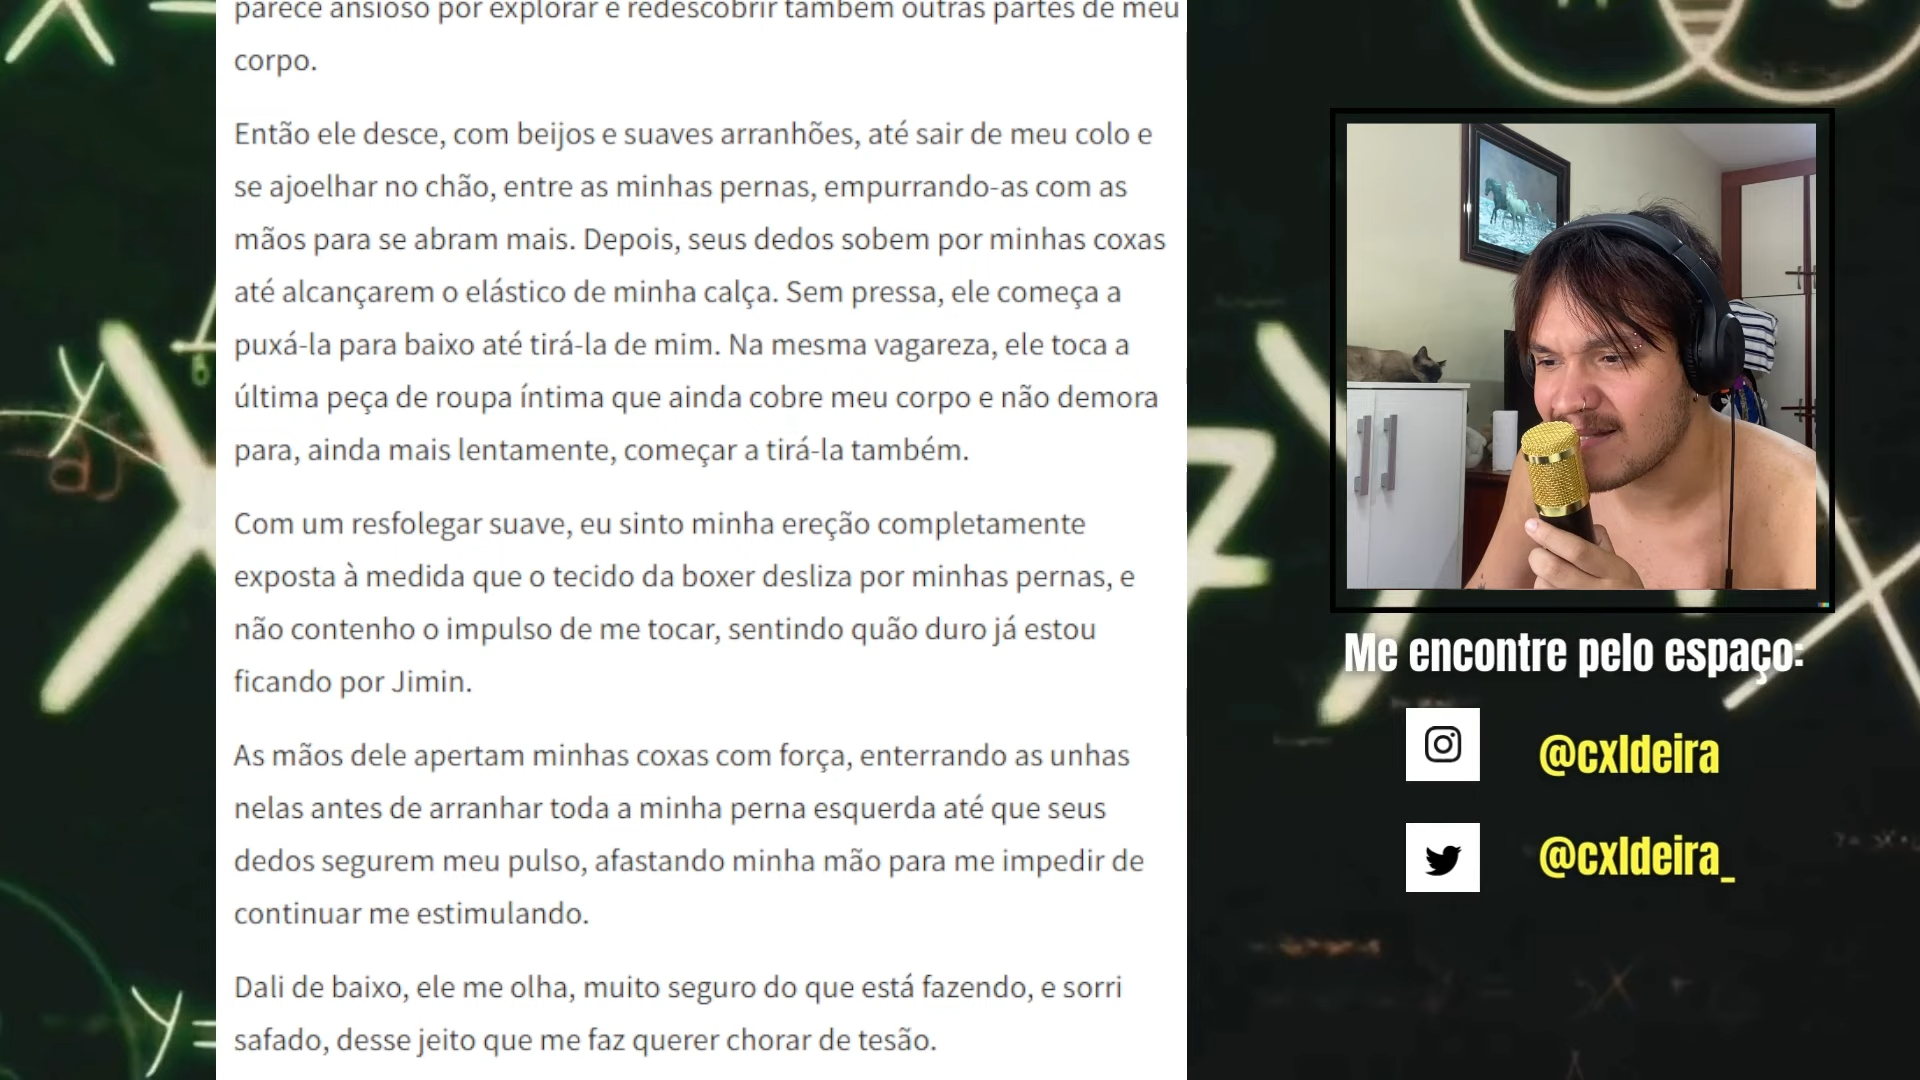 parece ansioso por explorar e redescobrir também outras partes de meu
corpo.
Então ele desce, com beijos e suaves arranhões, até sair de meu colo e
se ajoelhar no chão, entre as minhas pernas, empurrando-as com as
mãos para se abram mais. Depois, seus dedos sobem por minhas coxas
até alcançarem o elástico de minha calça. Sem pressa, ele começa a
puxá-la para baixo até tirá-la de mim. Na mesma vagareza, ele toca a
última peça de roupa íntima que ainda cobre meu corpo e não demora
para, ainda mais lentamente, começar a tirá-la também.
Com um resfolegar suave, eu sinto minha ereção completamente
exposta à medida que o tecido da boxer desliza por minhas pernas, e
não contenho o impulso de me tocar, sentindo quão duro já estou
ficando por Jimin.
As mãos dele apertam minhas coxas com força, enterrando as unhas
nelas antes de arranhar toda a minha perna esquerda até que seus
dedos segurem meu pulso, afastando minha mão para me impedir de
continuar me estimulando.
Dali de baixo, ele me olha, muito seguro do que está fazendo, e sorri
safado, desse jeito que me faz querer chorar de tesão.
Me encontre pelo espaço:
@cxldeira
@cxldeira_